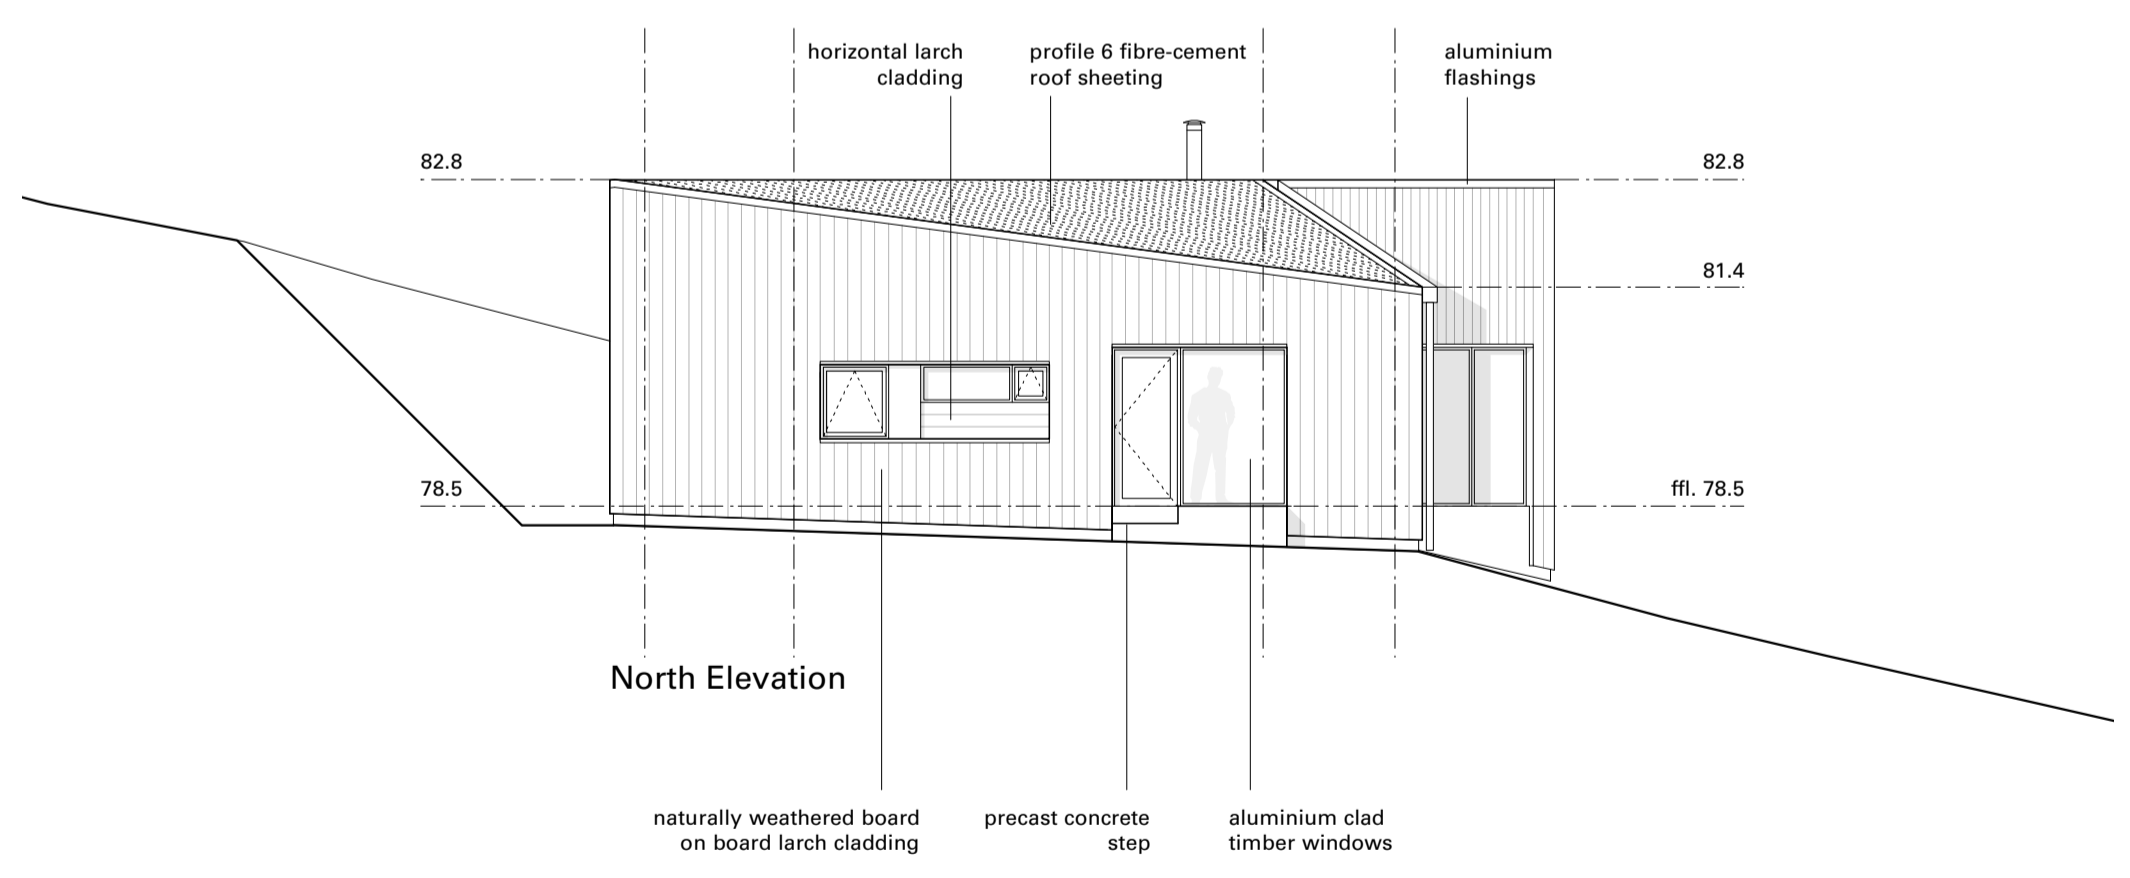 horizontal larch
cladding
profile 6 fibre-cement
roof sheeting
aluminium
flashings
82.8
82.8
81.4
78.5
ffl. 78.5
North Elevation
naturally weathered board
on board larch cladding
precast concrete
step
aluminium clad
timber windows